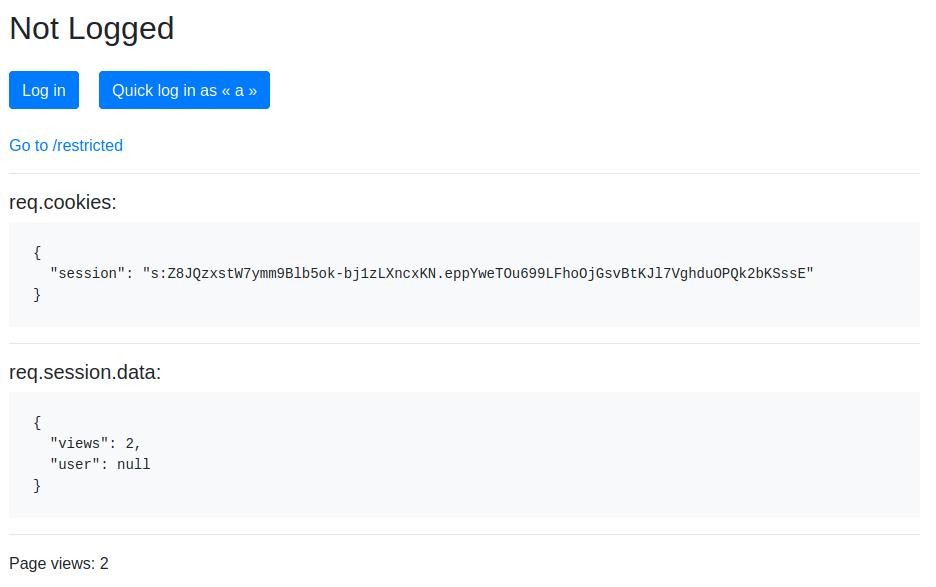 Not Logged
Log in
Quick log in as « a »
Go to /restricted
req.cookies:
{
  "session": "s:Z8JQzxstW7ymm9Blb5ok-bj1zLXncxKN.eppYweTOu699LFhoOjGsvBtKJl7VghduOPQk2bKSssE"
}
req.session.data:
{
  "views": 2,
  "user": null
}
Page views: 2